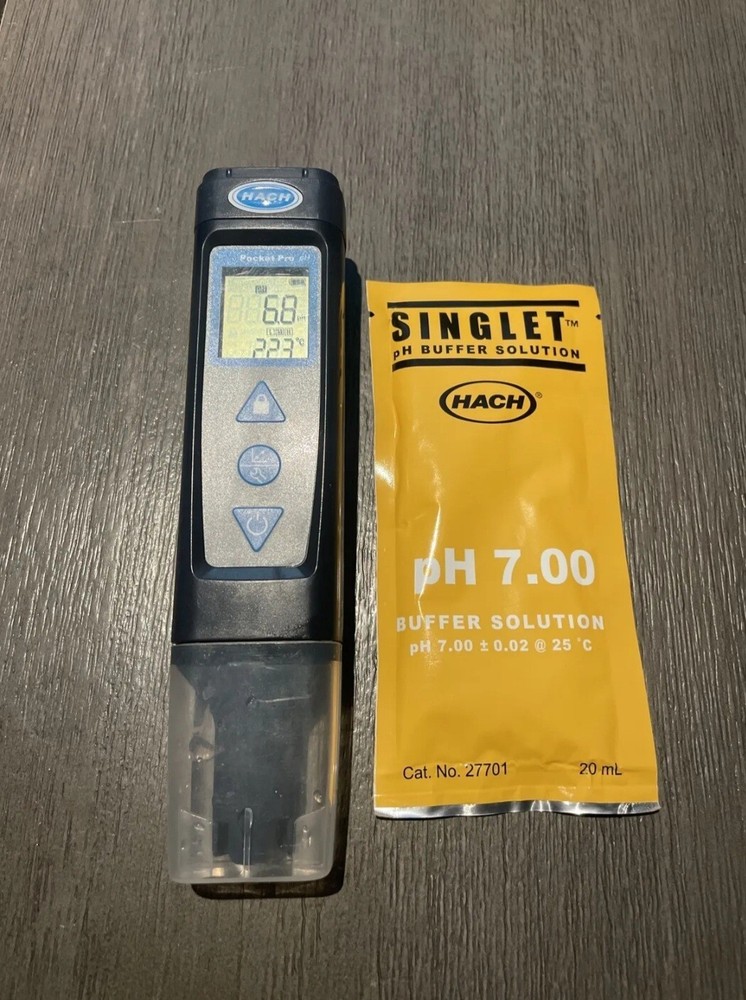 HACH
Pocket Pro pH
6.8 pH
22.3 °C
SINGLET™
pH BUFFER SOLUTION
HACH®
pH 7.00
BUFFER SOLUTION
pH 7.00 ± 0.02 @ 25 °C
Cat. No. 27701 20 mL